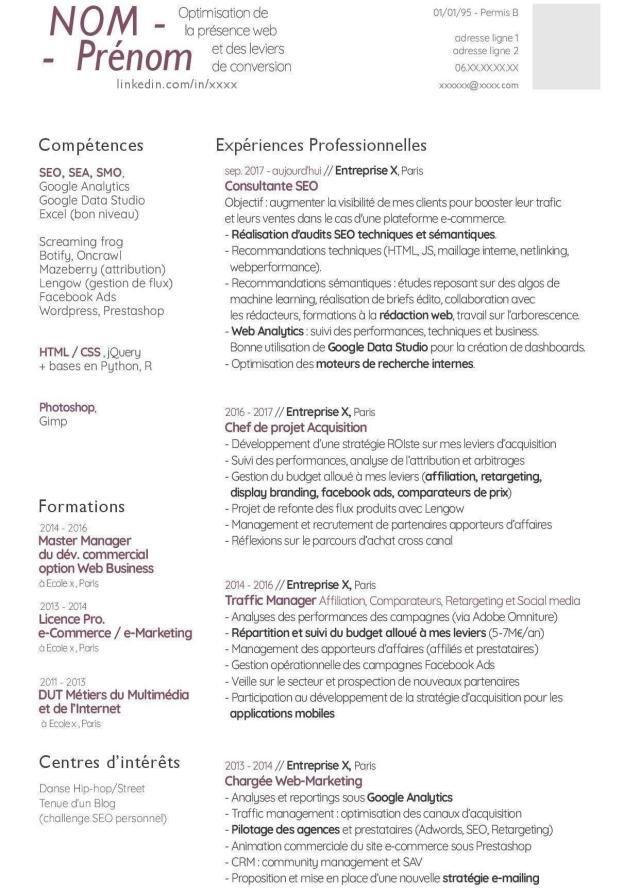 NOM -
- Prénom
Optimisation de
la présence web
et des leviers
de conversion
linkedin.com/in/xxxx
01/01/95 - Permis B
adresse ligne 1
adresse ligne 2
06.XX.XX.XX.XX
xxxxxx@xxxx.com
Compétences
SEO, SEA, SMO,
Google Analytics
Google Data Studio
Excel (bon niveau)
Screaming frog
Botify, Oncrawl
Mazeberry (attribution)
Lengow (gestion de flux)
Facebook Ads
Wordpress, Prestashop
HTML / CSS , jQuery
+ bases en Python, R
Photoshop,
Gimp
Formations
2014 - 2016
Master Manager
du dév. commercial
option Web Business
à Ecole x , Paris
2013 - 2014
Licence Pro.
e-Commerce / e-Marketing
à Ecole x , Paris
2011 - 2013
DUT Métiers du Multimédia
et de l'Internet
à Ecole x , Paris
Centres d'intérêts
Danse Hip-hop/Street
Tenue d'un Blog
(challenge SEO personnel)
Expériences Professionnelles
sep. 2017 - aujourd'hui // Entreprise X, Paris
Consultante SEO
Objectif : augmenter la visibilité de mes clients pour booster leur trafic
et leurs ventes dans le cas d'une plateforme e-commerce.
- Réalisation d'audits SEO techniques et sémantiques.
- Recommandations techniques (HTML, JS, maillage interne, netlinking,
webperformance).
- Recommandations sémantiques : études reposant sur des algos de
machine learning, réalisation de briefs édito, collaboration avec
les rédacteurs, formations à la rédaction web, travail sur l'arborescence.
- Web Analytics : suivi des performances, techniques et business.
Bonne utilisation de Google Data Studio pour la création de dashboards.
- Optimisation des moteurs de recherche internes.
2016 - 2017 // Entreprise X, Paris
Chef de projet Acquisition
- Développement d'une stratégie ROIste sur mes leviers d'acquisition
- Suivi des performances, analyse de l'attribution et arbitrages
- Gestion du budget alloué à mes leviers (affiliation, retargeting,
display branding, facebook ads, comparateurs de prix)
- Projet de refonte des flux produits avec Lengow
- Management et recrutement de partenaires apporteurs d'affaires
- Réflexions sur le parcours d'achat cross canal
2014 - 2016 // Entreprise X, Paris
Traffic Manager Affiliation, Comparateurs, Retargeting et Social media
- Analyses des performances des campagnes (via Adobe Omniture)
- Répartition et suivi du budget alloué à mes leviers (5-7M€/an)
- Management des apporteurs d'affaires (affiliés et prestataires)
- Gestion opérationnelle des campagnes Facebook Ads
- Veille sur le secteur et prospection de nouveaux partenaires
- Participation au développement de la stratégie d'acquisition pour les
applications mobiles
2013 - 2014 // Entreprise X, Paris
Chargée Web-Marketing
- Analyses et reportings sous Google Analytics
- Traffic management : optimisation des canaux d'acquisition
- Pilotage des agences et prestataires (Adwords, SEO, Retargeting)
- Animation commerciale du site e-commerce sous Prestashop
- CRM : community management et SAV
- Proposition et mise en place d'une nouvelle stratégie e-mailing